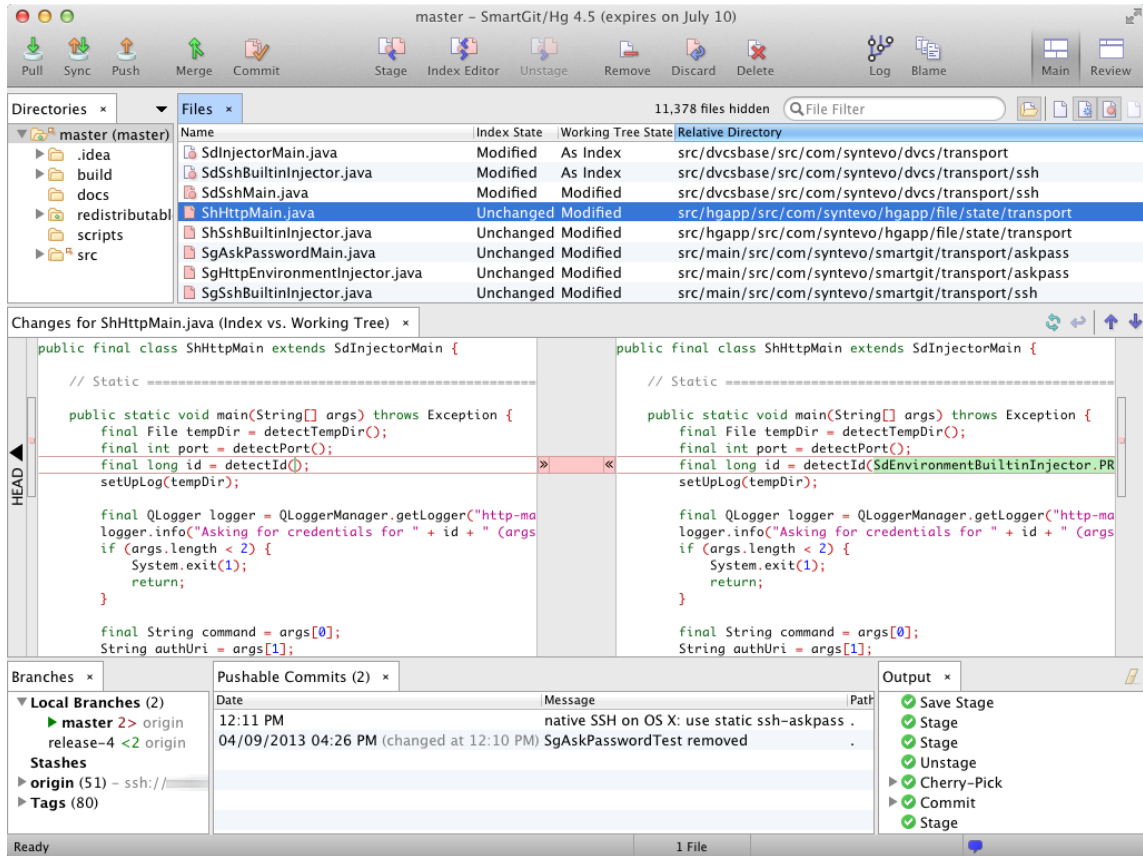 master – SmartGit/Hg 4.5 (expires on July 10)
Pull Sync Push Merge Commit Stage Index Editor Unstage Remove Discard Delete Log Blame Main Review
Directories × Files × 11,378 files hidden File Filter
master (master) Name Index State Working Tree State Relative Directory
.idea SdInjectorMain.java Modified As Index src/dvcsbase/src/com/syntevo/dvcs/transport
build SdSshBuiltinInjector.java Modified As Index src/dvcsbase/src/com/syntevo/dvcs/transport/ssh
docs SdSshMain.java Modified Modified src/dvcsbase/src/com/syntevo/dvcs/transport/ssh
redistributabl ShHttpMain.java Unchanged Modified src/hgapp/src/com/syntevo/hgapp/file/state/transport
scripts ShSshBuiltinInjector.java Unchanged Modified src/hgapp/src/com/syntevo/hgapp/file/state/transport
src SgAskPasswordMain.java Unchanged Modified src/main/src/com/syntevo/smartgit/transport/askpass
SgHttpEnvironmentInjector.java Unchanged Modified src/main/src/com/syntevo/smartgit/transport/askpass
SgSshBuiltinInjector.java Unchanged Modified src/main/src/com/syntevo/smartgit/transport/ssh
Changes for ShHttpMain.java (Index vs. Working Tree) ×
HEAD
public final class ShHttpMain extends SdInjectorMain {
// Static ==================================================
public static void main(String[] args) throws Exception {
final File tempDir = detectTempDir();
final int port = detectPort();
final long id = detectId();
setUpLog(tempDir);
final QLogger logger = QLoggerManager.getLogger("http-ma
logger.info("Asking for credentials for " + id + " (args
if (args.length < 2) {
System.exit(1);
return;
}
final String command = args[0];
String authUri = args[1];
» «
public final class ShHttpMain extends SdInjectorMain {
// Static ==================================================
public static void main(String[] args) throws Exception {
final File tempDir = detectTempDir();
final int port = detectPort();
final long id = detectId(SdEnvironmentBuiltinInjector.PR
setUpLog(tempDir);
final QLogger logger = QLoggerManager.getLogger("http-ma
logger.info("Asking for credentials for " + id + " (args
if (args.length < 2) {
System.exit(1);
return;
}
final String command = args[0];
String authUri = args[1];
Branches ×
Local Branches (2)
master 2> origin
release-4 <2 origin
Stashes
origin (51) – ssh://
Tags (80)
Pushable Commits (2) ×
Date Message Path
12:11 PM native SSH on OS X: use static ssh-askpass .
04/09/2013 04:26 PM (changed at 12:10 PM) SgAskPasswordTest removed .
Output ×
Save Stage
Stage
Stage
Unstage
Cherry-Pick
Commit
Stage
Ready 1 File